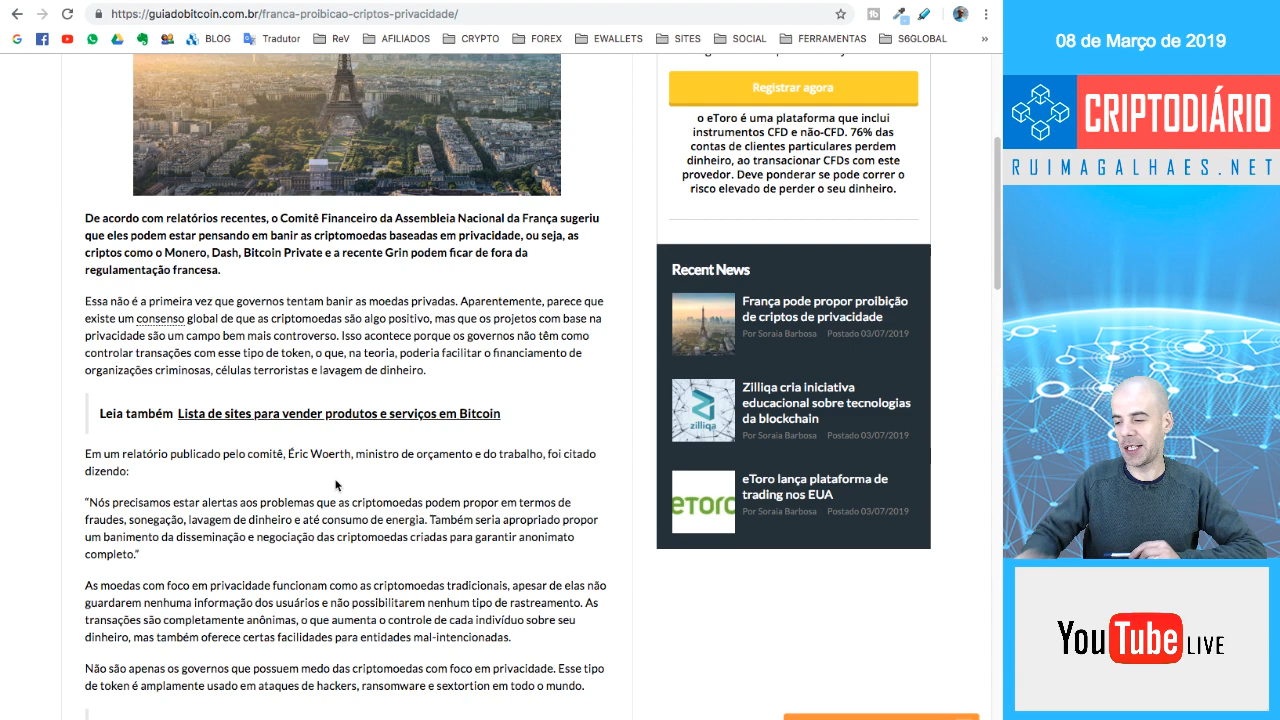 https://guiadobitcoin.com.br/franca-proibicao-criptos-privacidade/
BLOG Tradutor ReV AFILIADOS CRYPTO FOREX EWALLETS SITES SOCIAL FERRAMENTAS S6GLOBAL »
De acordo com relatórios recentes, o Comitê Financeiro da Assembleia Nacional da França sugeriu
que eles podem estar pensando em banir as criptomoedas baseadas em privacidade, ou seja, as
criptos como o Monero, Dash, Bitcoin Private e a recente Grin podem ficar de fora da
regulamentação francesa.
Essa não é a primeira vez que governos tentam banir as moedas privadas. Aparentemente, parece que
existe um consenso global de que as criptomoedas são algo positivo, mas que os projetos com base na
privacidade são um campo bem mais controverso. Isso acontece porque os governos não têm como
controlar transações com esse tipo de token, o que, na teoria, poderia facilitar o financiamento de
organizações criminosas, células terroristas e lavagem de dinheiro.
Leia também Lista de sites para vender produtos e serviços em Bitcoin
Em um relatório publicado pelo comitê, Éric Woerth, ministro de orçamento e do trabalho, foi citado
dizendo:
“Nós precisamos estar alertas aos problemas que as criptomoedas podem propor em termos de
fraudes, sonegação, lavagem de dinheiro e até consumo de energia. Também seria apropriado propor
um banimento da disseminação e negociação das criptomoedas criadas para garantir anonimato
completo.”
As moedas com foco em privacidade funcionam como as criptomoedas tradicionais, apesar de elas não
guardarem nenhuma informação dos usuários e não possibilitarem nenhum tipo de rastreamento. As
transações são completamente anônimas, o que aumenta o controle de cada indivíduo sobre seu
dinheiro, mas também oferece certas facilidades para entidades mal-intencionadas.
Não são apenas os governos que possuem medo das criptomoedas com foco em privacidade. Esse tipo
de token é amplamente usado em ataques de hackers, ransomware e sextortion em todo o mundo.
Registrar agora
o eToro é uma plataforma que inclui
instrumentos CFD e não-CFD. 76% das
contas de clientes particulares perdem
dinheiro, ao transacionar CFDs com este
provedor. Deve ponderar se pode correr o
risco elevado de perder o seu dinheiro.
Recent News
França pode propor proibição
de criptos de privacidade
Por Soraia Barbosa Postado 03/07/2019
Zilliqa cria iniciativa
educacional sobre tecnologias
da blockchain
Por Soraia Barbosa Postado 03/07/2019
zilliqa
eToro lança plataforma de
trading nos EUA
Por Soraia Barbosa Postado 03/07/2019
eTORO
08 de Março de 2019
CRIPTODIÁRIO
RUIMAGALHAES.NET
YouTube LIVE